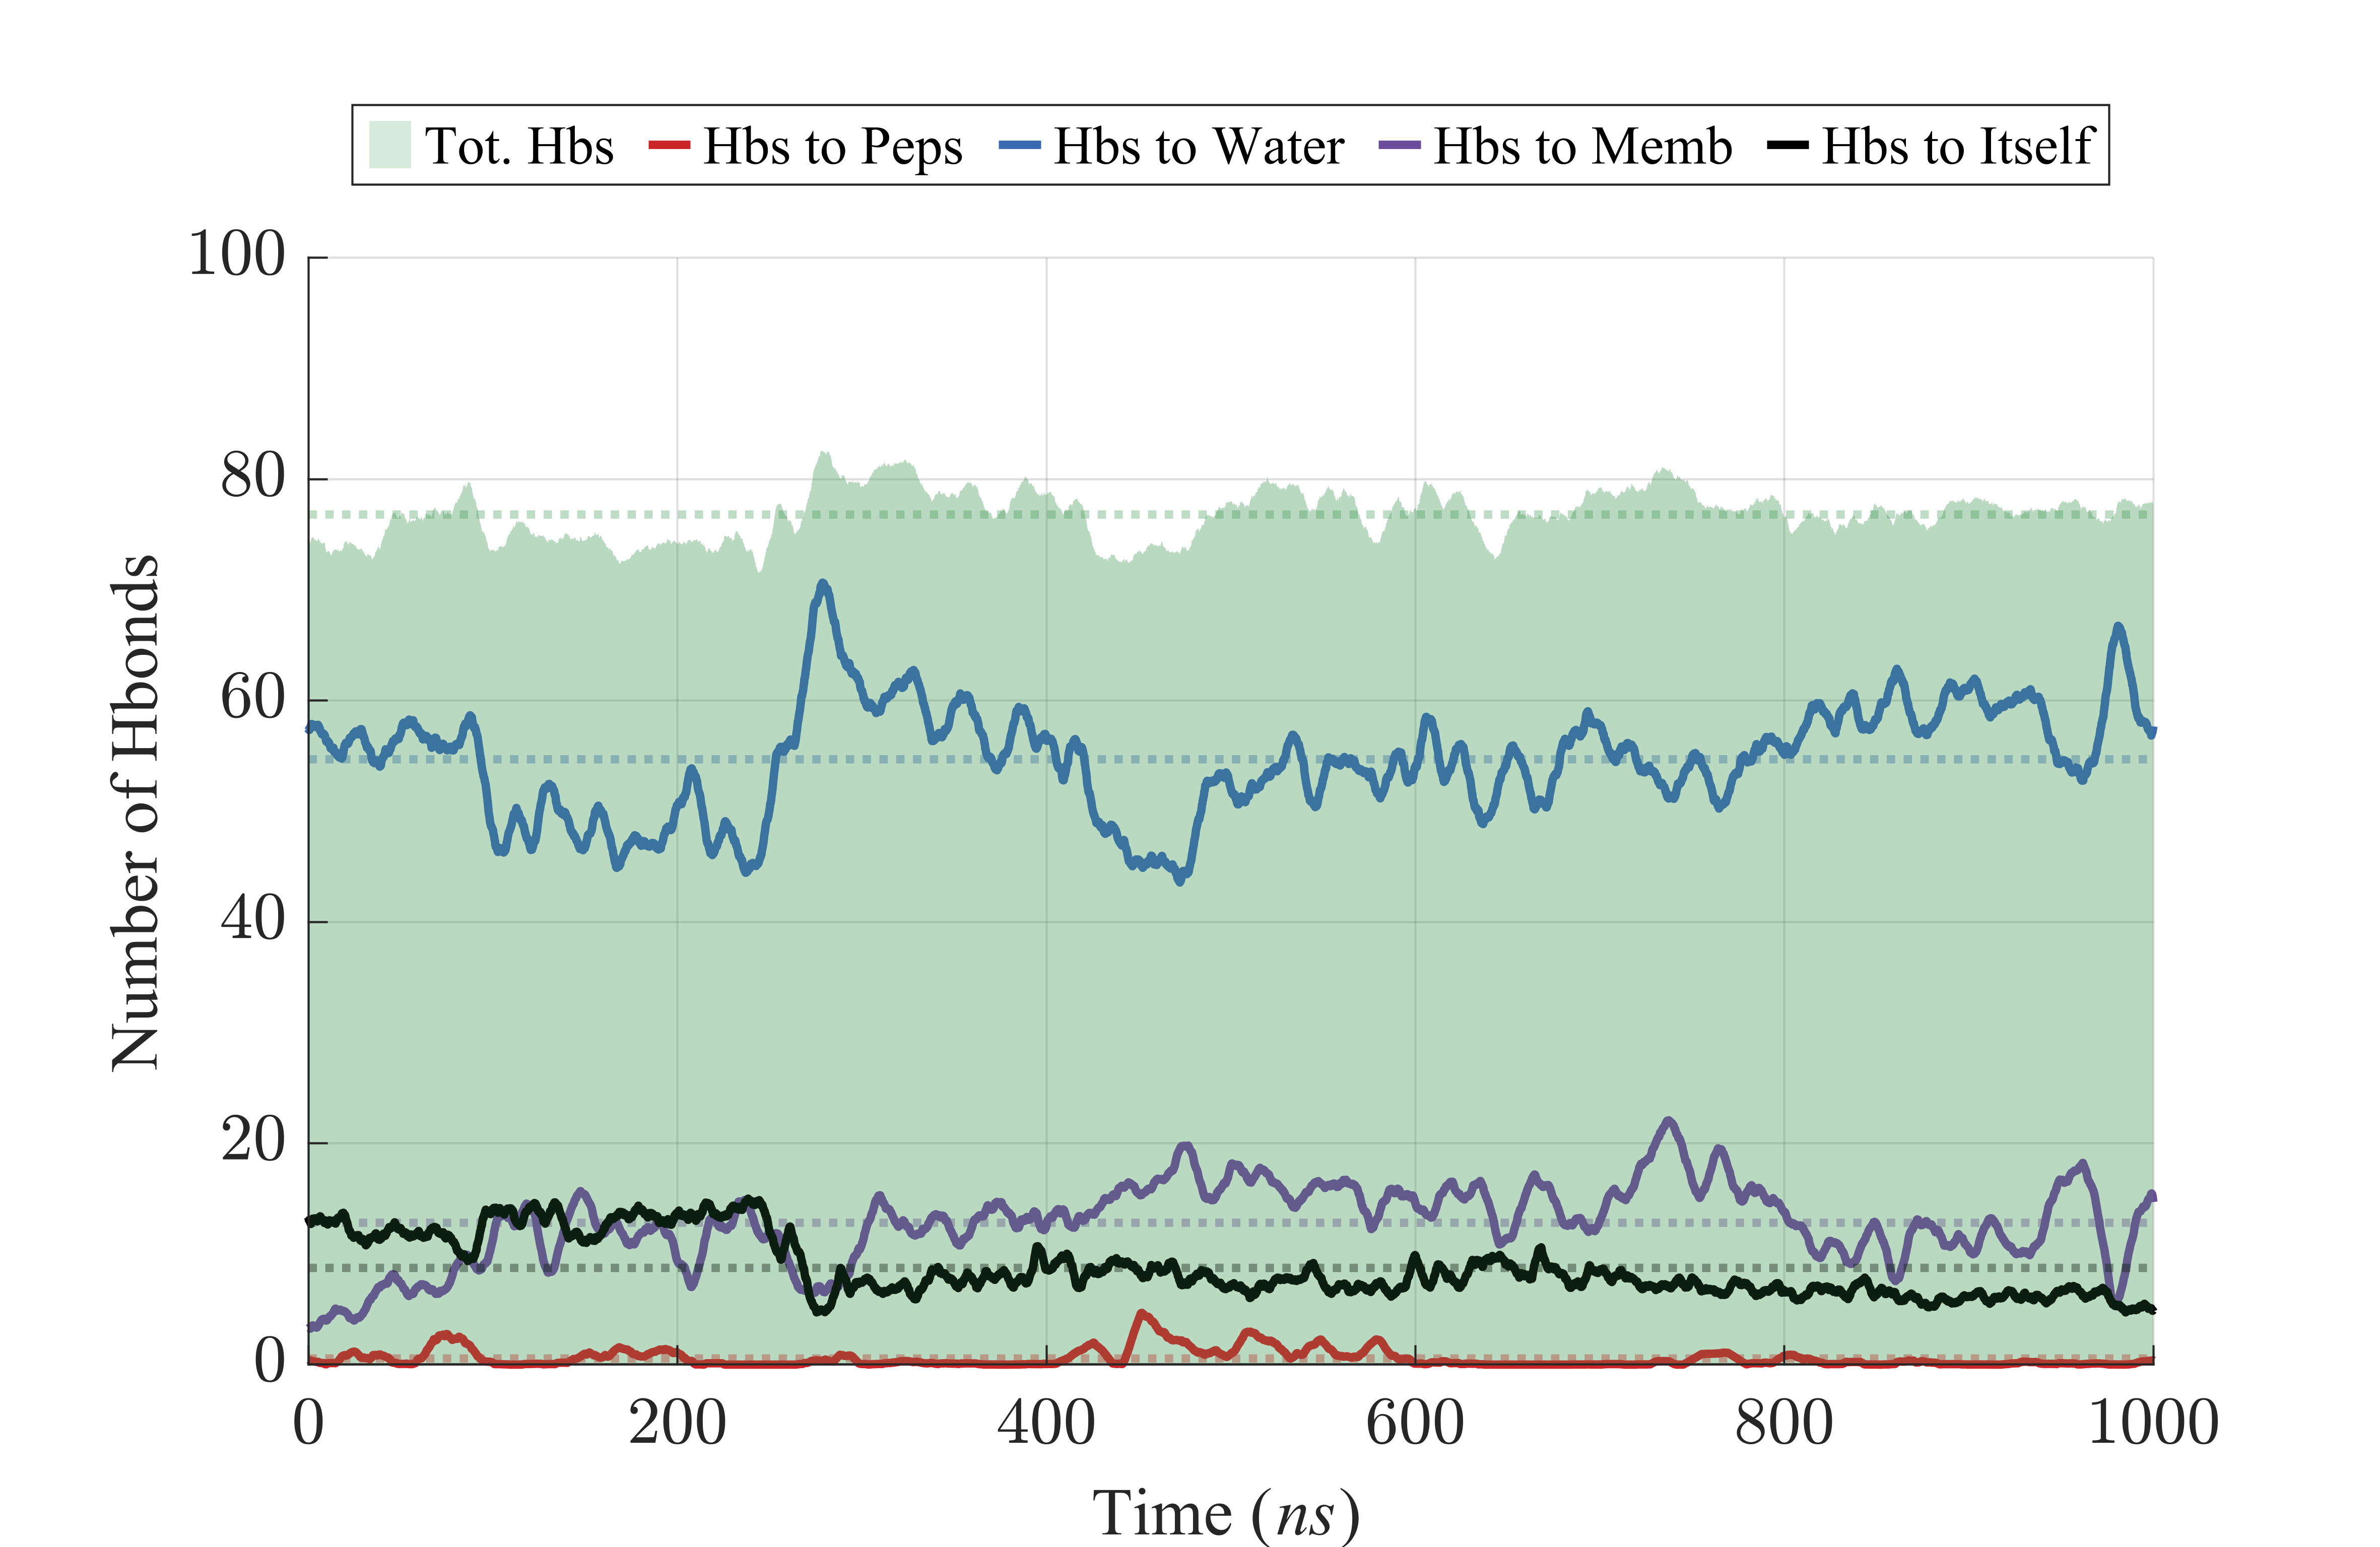 Tot. Hbs Hbs to Peps Hbs to Water Hbs to Memb Hbs to Itself
100
80
60
40
20
0
Number of Hbonds
0 200 400 600 800 1000
Time (ns)